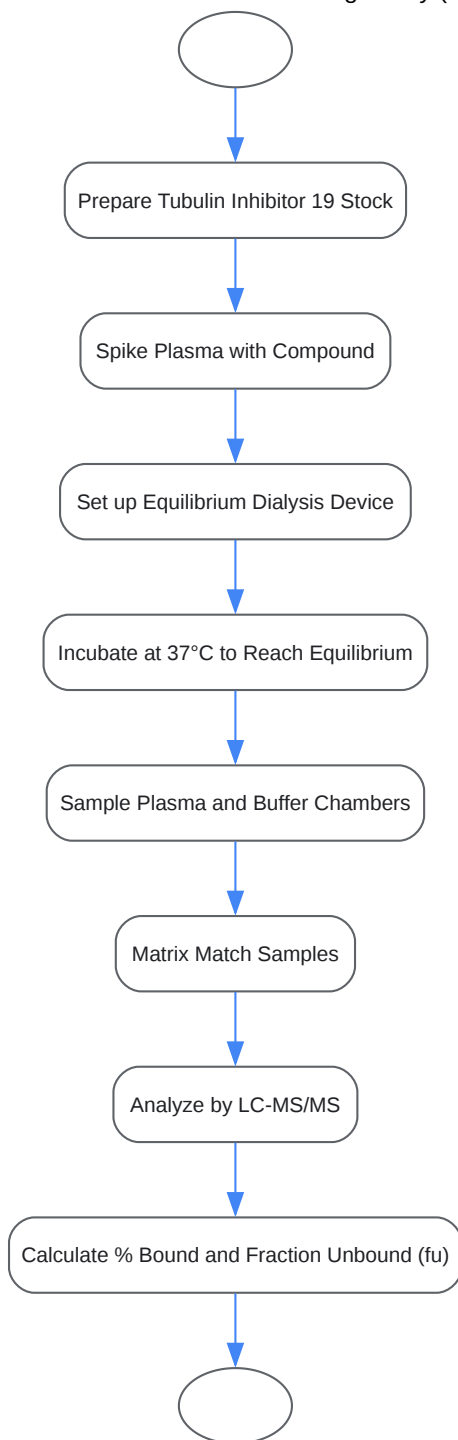 Prepare Tubulin Inhibitor 19 Stock
Spike Plasma with Compound
Set up Equilibrium Dialysis Device
Incubate at 37°C to Reach Equilibrium
Sample Plasma and Buffer Chambers
Matrix Match Samples
Analyze by LC-MS/MS
Calculate % Bound and Fraction Unbound (fu)